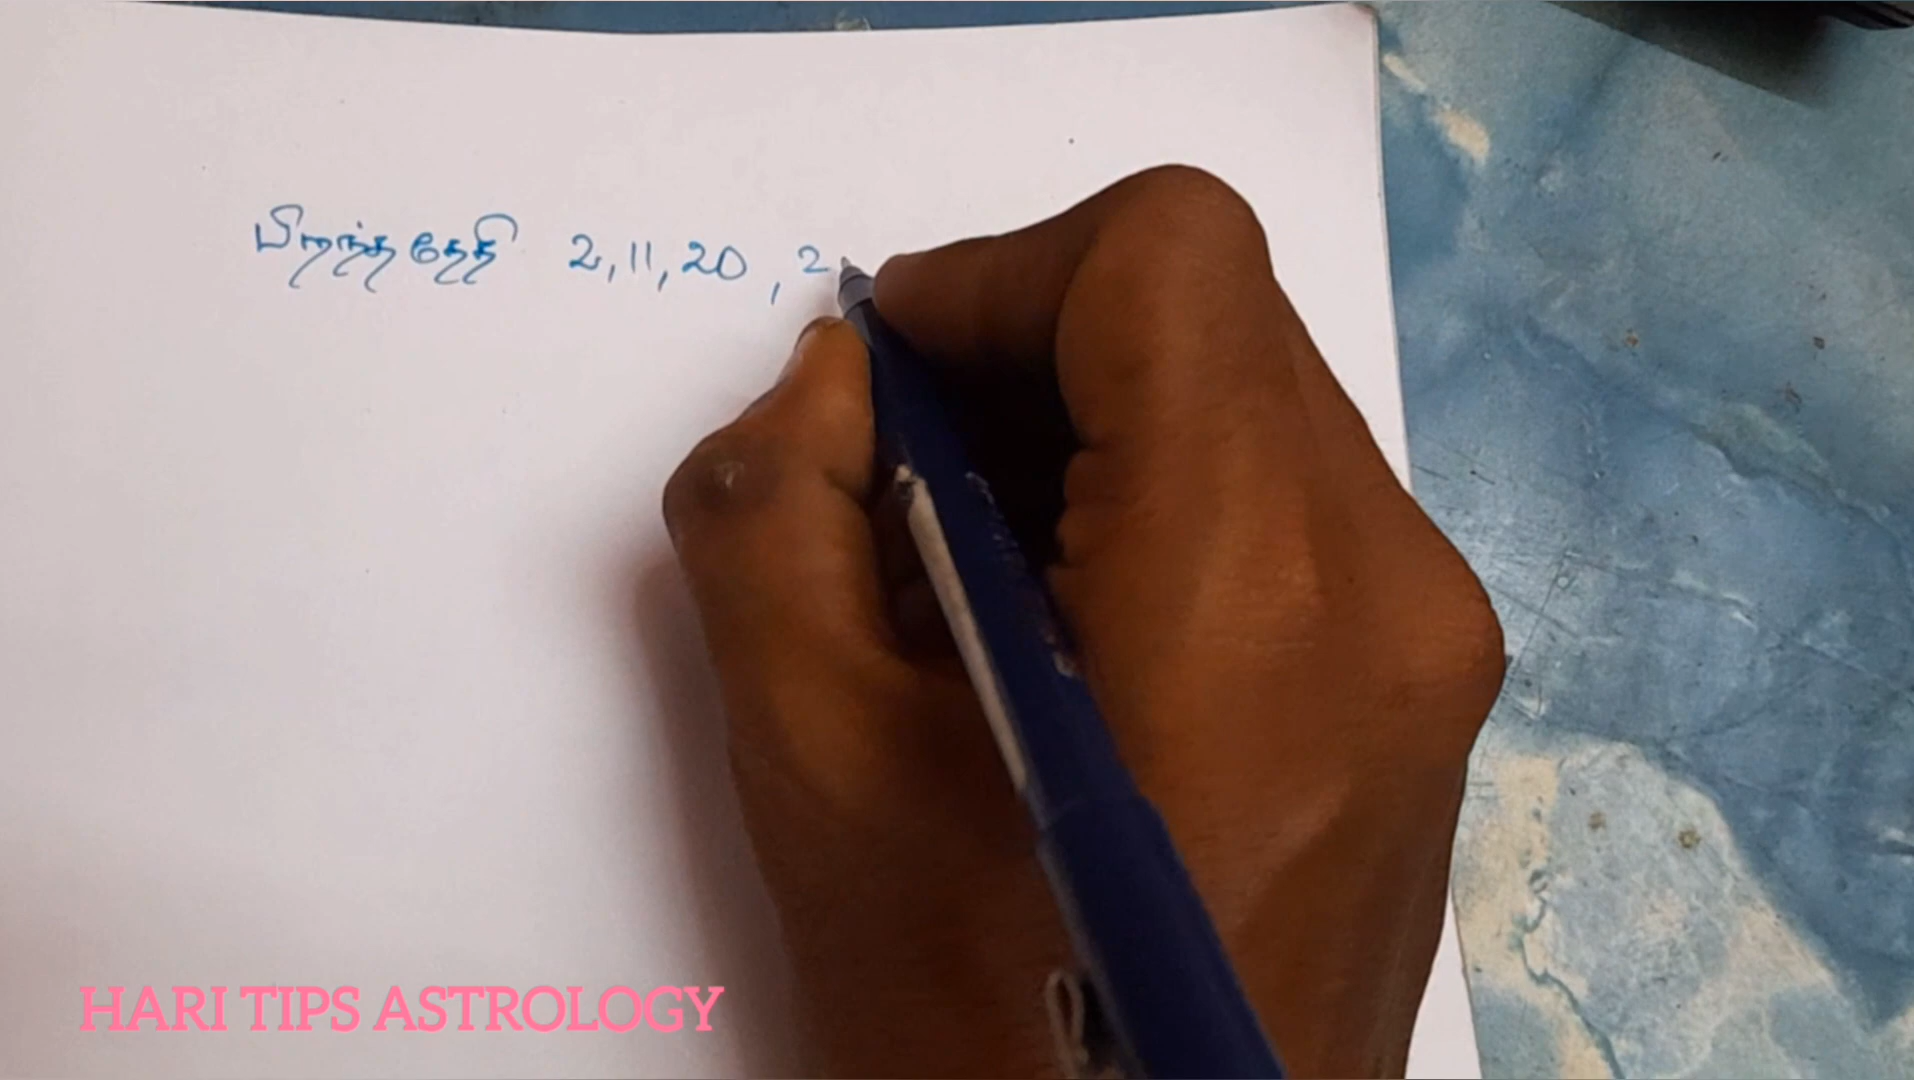 பிறந்த தேதி 2, 11, 20, 2
HARI TIPS ASTROLOGY